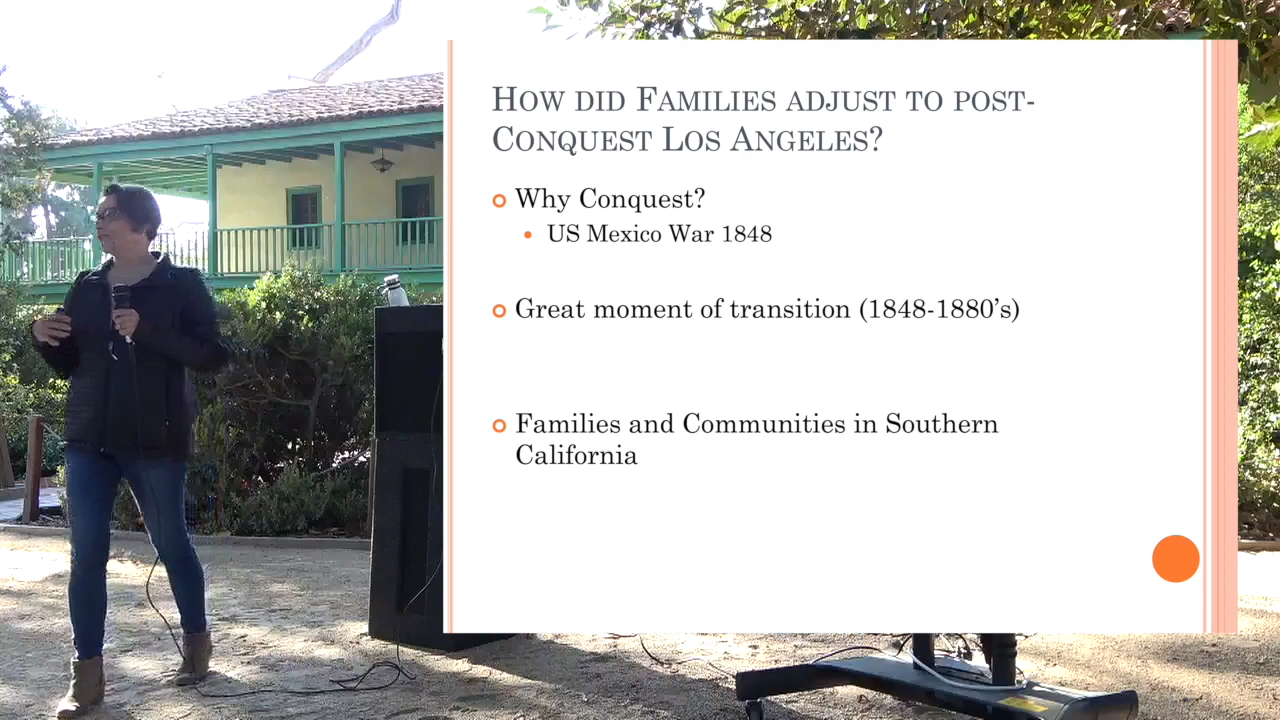 How did Families adjust to post-
Conquest Los Angeles?
Why Conquest?
US Mexico War 1848
Great moment of transition (1848-1880’s)
Families and Communities in Southern
California